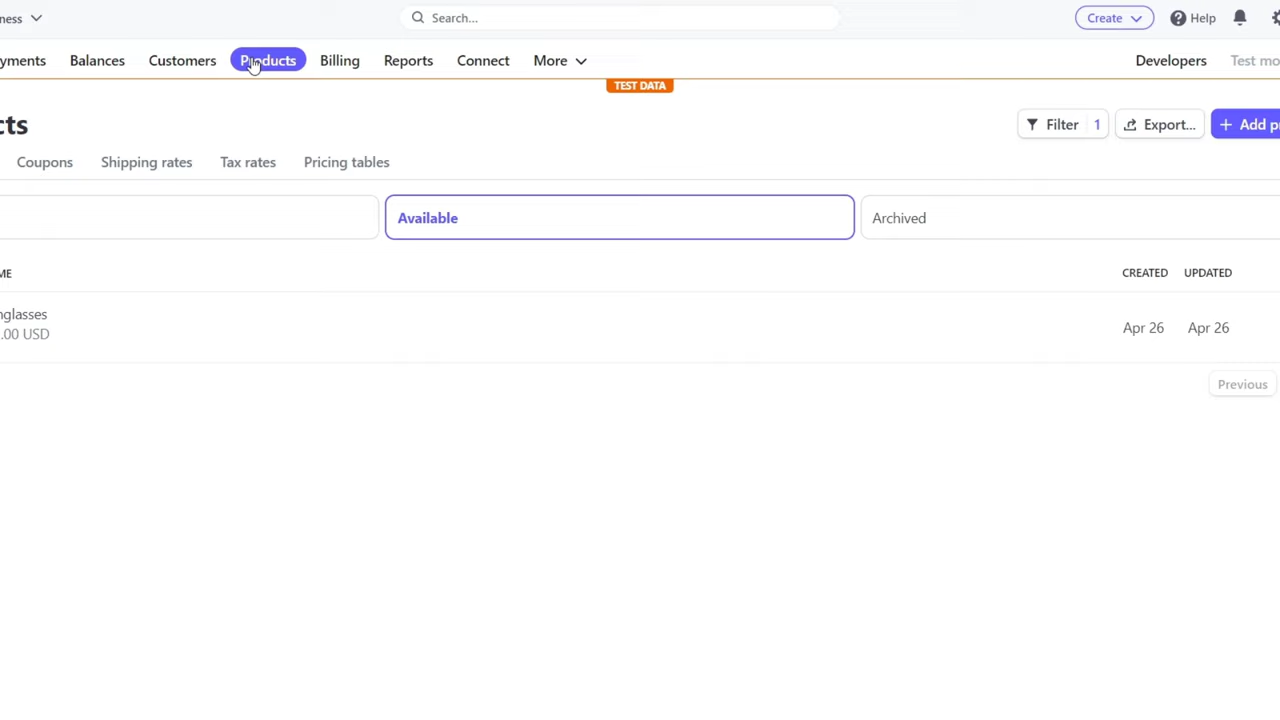 ness
Search...
Create
Help
yments
Balances
Customers
Products
Billing
Reports
Connect
More
Developers
Test mo
TEST DATA
cts
Filter 1
Export...
+ Add p
Coupons
Shipping rates
Tax rates
Pricing tables
Available
Archived
ME
CREATED
UPDATED
nglasses
.00 USD
Apr 26
Apr 26
Previous